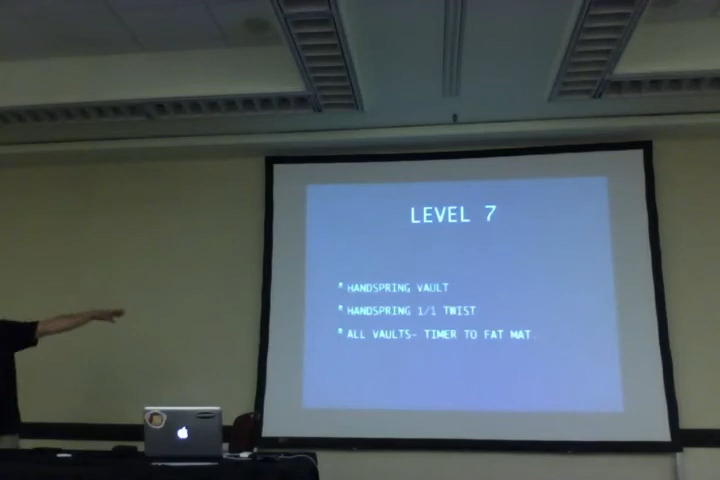 LEVEL 7
* HANDSPRING VAULT
* HANDSPRING 1/1 TWIST
* ALL VAULTS- TIMER TO FAT MAT.